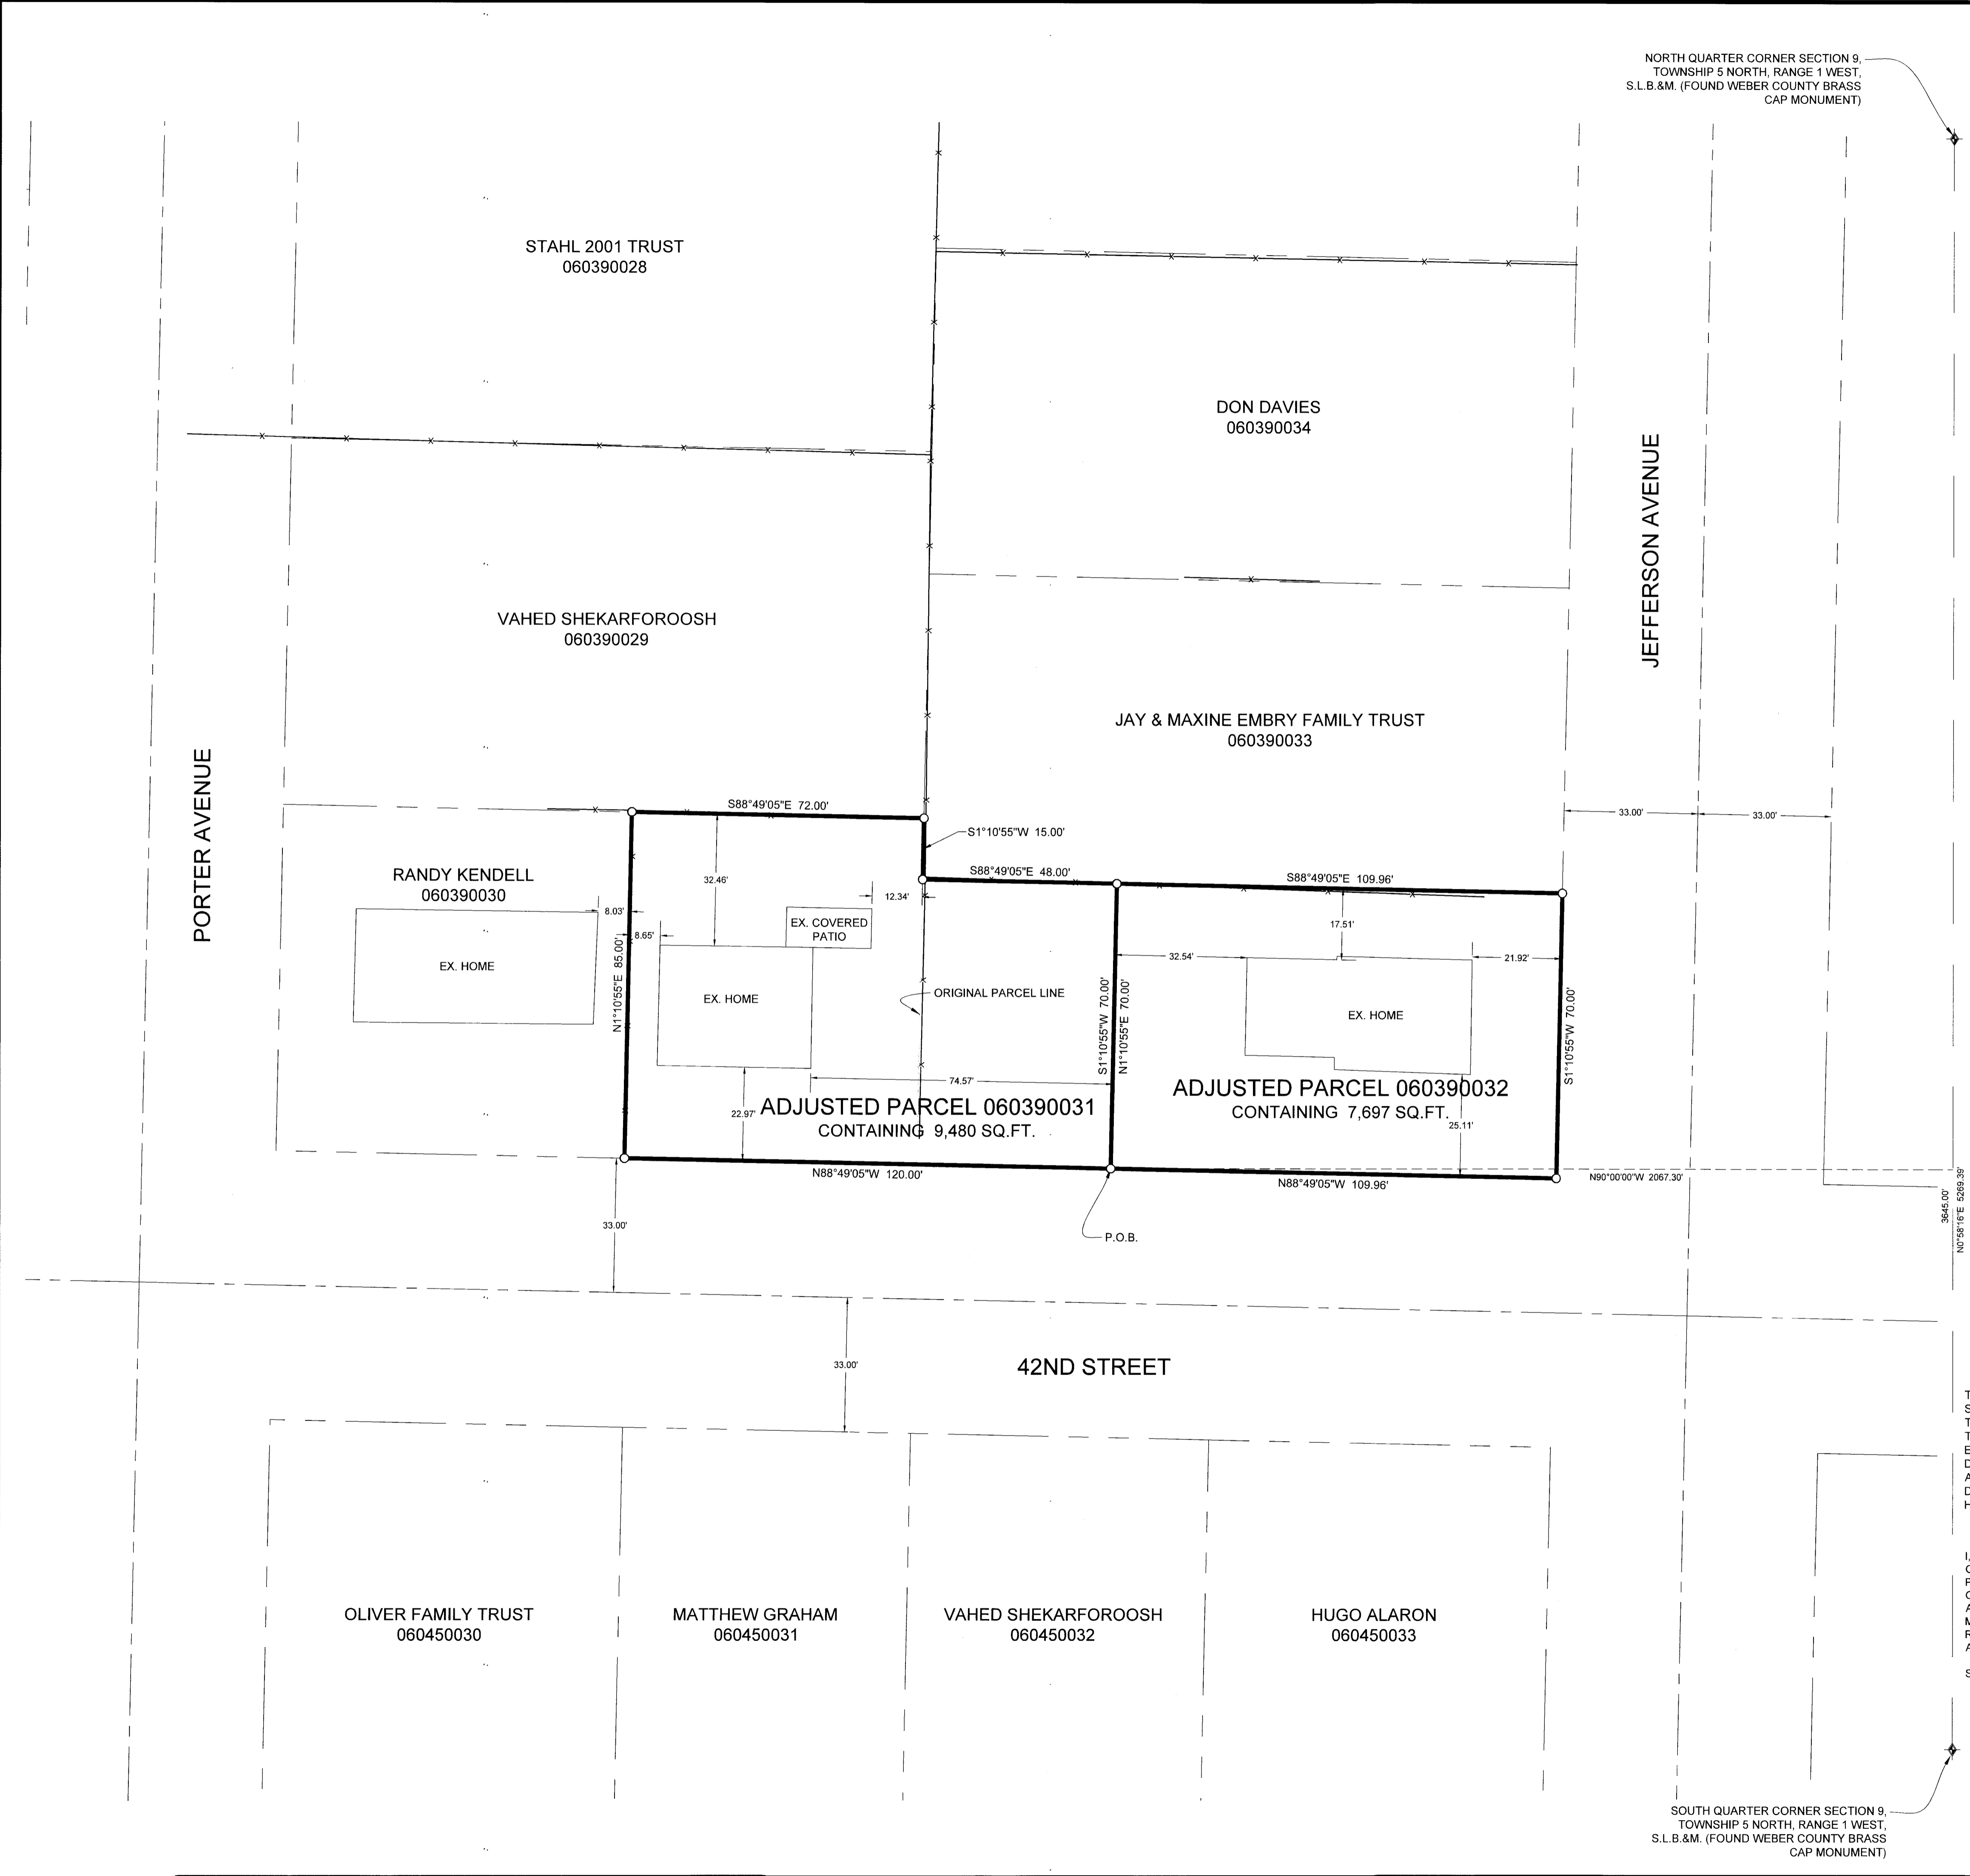 NORTH QUARTER CORNER SECTION 9,
TOWNSHIP 5 NORTH, RANGE 1 WEST,
S.L.B.&M. (FOUND WEBER COUNTY BRASS
CAP MONUMENT)
STAHL 2001 TRUST
060390028
DON DAVIES
060390034
JEFFERSON AVENUE
VAHED SHEKARFOROOSH
060390029
JAY & MAXINE EMBRY FAMILY TRUST
060390033
PORTER AVENUE
S88°49'05"E 72.00'
33.00'
33.00'
S1°10'55"W 15.00'
RANDY KENDELL
060390030
32.46'
S88°49'05"E 48.00'
S88°49'05"E 109.96'
12.34'
8.03'
EX. COVERED
PATIO
17.51'
8.65'
32.54'
21.92'
EX. HOME
N1°10'55"E 85.00'
EX. HOME
ORIGINAL PARCEL LINE
S1°10'55"W 70.00'
N1°10'55"E 70.00'
EX. HOME
S1°10'55"W 70.00'
74.57'
22.97'
ADJUSTED PARCEL 060390031
CONTAINING 9,480 SQ.FT.
ADJUSTED PARCEL 060390032
CONTAINING 7,697 SQ.FT.
25.11'
N88°49'05"W 120.00'
N88°49'05"W 109.96'
N90°00'00"W 2067.30'
3645.00'
N0°58'16"E 5269.39'
33.00'
P.O.B.
33.00'
42ND STREET
OLIVER FAMILY TRUST
060450030
MATTHEW GRAHAM
060450031
VAHED SHEKARFOROOSH
060450032
HUGO ALARON
060450033
SOUTH QUARTER CORNER SECTION 9,
TOWNSHIP 5 NORTH, RANGE 1 WEST,
S.L.B.&M. (FOUND WEBER COUNTY BRASS
CAP MONUMENT)